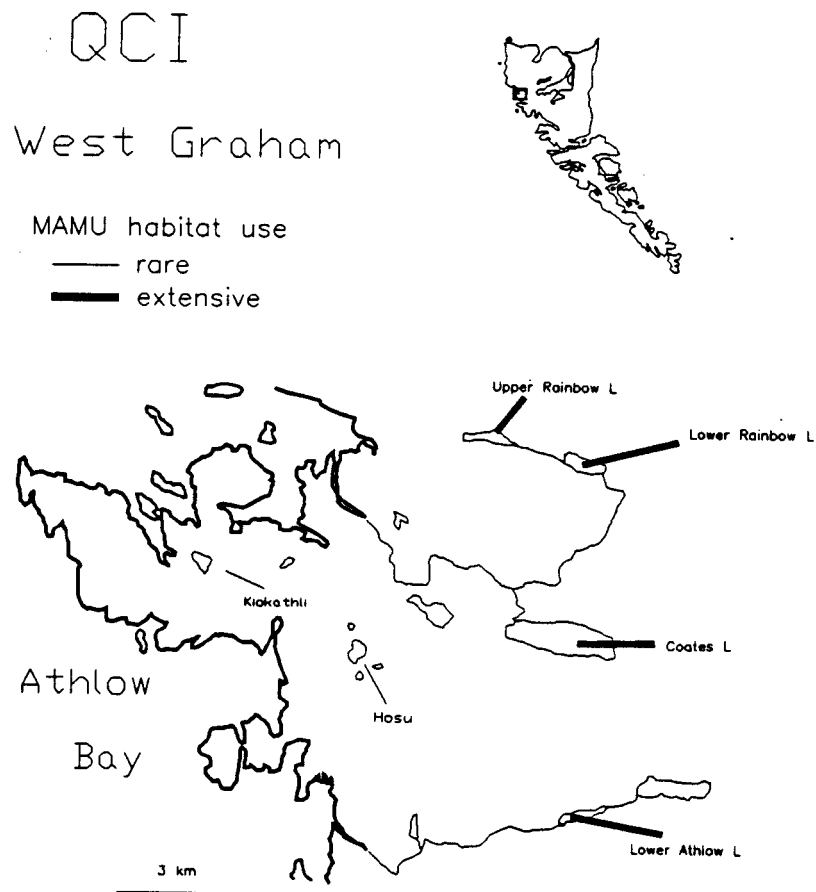 QCI
West Graham
MAMU habitat use
rare
extensive
Upper Rainbow L
Lower Rainbow L
Kiokathli
Coates L
Athlow
Hosu
Bay
Lower Athlow L
3 km